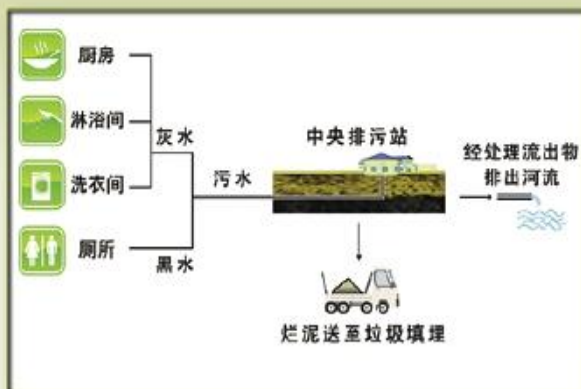 厨房
淋浴间
灰水
洗衣间
污水
厕所
黑水
中央排污站
经处理流出物
排出河流
烂泥送至垃圾填埋